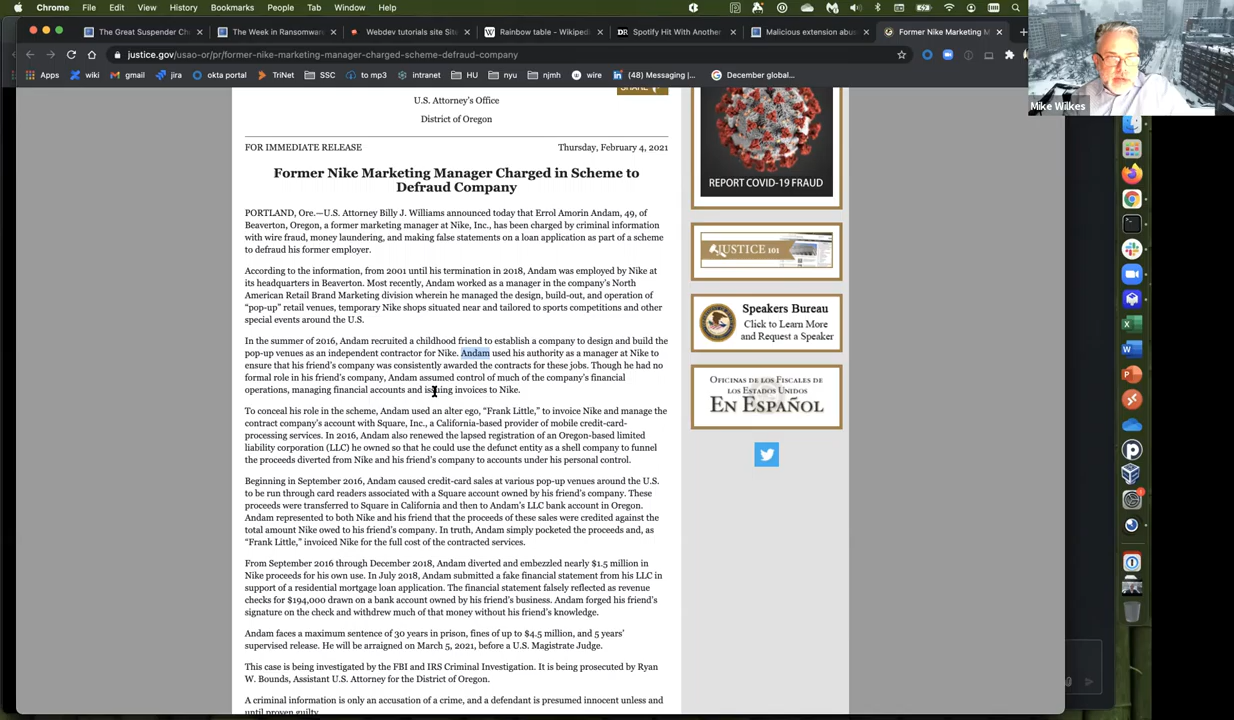 Chrome File Edit View History Bookmarks People Tab Window Help
The Great Suspender Ch
The Week in Ransomware
Webdev tutorials site Site
Rainbow table - Wikipedi
Spotify Hit With Another
Malicious extension abus
Former Nike Marketing M
justice.gov/usao-or/pr/former-nike-marketing-manager-charged-scheme-defraud-company
Apps wiki gmail jira okta portal TriNet SSC to mp3 intranet HU nyu njmh wire (48) Messaging |... December global...
Mike Wilkes
U.S. Attorney's Office
District of Oregon
FOR IMMEDIATE RELEASE
Thursday, February 4, 2021
Former Nike Marketing Manager Charged in Scheme to
Defraud Company
PORTLAND, Ore.—U.S. Attorney Billy J. Williams announced today that Errol Amorin Andam, 49, of
Beaverton, Oregon, a former marketing manager at Nike, Inc., has been charged by criminal information
with wire fraud, money laundering, and making false statements on a loan application as part of a scheme
to defraud his former employer.
According to the information, from 2001 until his termination in 2018, Andam was employed by Nike at
its headquarters in Beaverton. Most recently, Andam worked as a manager in the company's North
American Retail Brand Marketing division wherein he managed the design, build-out, and operation of
“pop-up” retail venues, temporary Nike shops situated near and tailored to sports competitions and other
special events around the U.S.
In the summer of 2016, Andam recruited a childhood friend to establish a company to design and build the
pop-up venues as an independent contractor for Nike. Andam used his authority as a manager at Nike to
ensure that his friend's company was consistently awarded the contracts for these jobs. Though he had no
formal role in his friend's company, Andam assumed control of much of the company's financial
operations, managing financial accounts and issuing invoices to Nike.
To conceal his role in the scheme, Andam used an alter ego, “Frank Little,” to invoice Nike and manage the
contract company's account with Square, Inc., a California-based provider of mobile credit-card-
processing services. In 2016, Andam also renewed the lapsed registration of an Oregon-based limited
liability corporation (LLC) he owned so that he could use the defunct entity as a shell company to funnel
the proceeds diverted from Nike and his friend's company to accounts under his personal control.
Beginning in September 2016, Andam caused credit-card sales at various pop-up venues around the U.S.
to be run through card readers associated with a Square account owned by his friend's company. These
proceeds were transferred to Square in California and then to Andam's LLC bank account in Oregon.
Andam represented to both Nike and his friend that the proceeds of these sales were credited against the
total amount Nike owed to his friend's company. In truth, Andam simply pocketed the proceeds and, as
“Frank Little,” invoiced Nike for the full cost of the contracted services.
From September 2016 through December 2018, Andam diverted and embezzled nearly $1.5 million in
Nike proceeds for his own use. In July 2018, Andam submitted a fake financial statement from his LLC in
support of a residential mortgage loan application. The financial statement falsely reflected as revenue
checks for $194,000 drawn on a bank account owned by his friend's business. Andam forged his friend's
signature on the check and withdrew much of that money without his friend's knowledge.
Andam faces a maximum sentence of 30 years in prison, fines of up to $4.5 million, and 5 years'
supervised release. He will be arraigned on March 5, 2021, before a U.S. Magistrate Judge.
This case is being investigated by the FBI and IRS Criminal Investigation. It is being prosecuted by Ryan
W. Bounds, Assistant U.S. Attorney for the District of Oregon.
A criminal information is only an accusation of a crime, and a defendant is presumed innocent unless and
until proven guilty.
REPORT COVID-19 FRAUD
JUSTICE 101
Speakers Bureau
Click to Learn More
and Request a Speaker
OFICINAS DE LOS FISCALES DE
LOS ESTADOS UNIDOS
EN ESPAÑOL